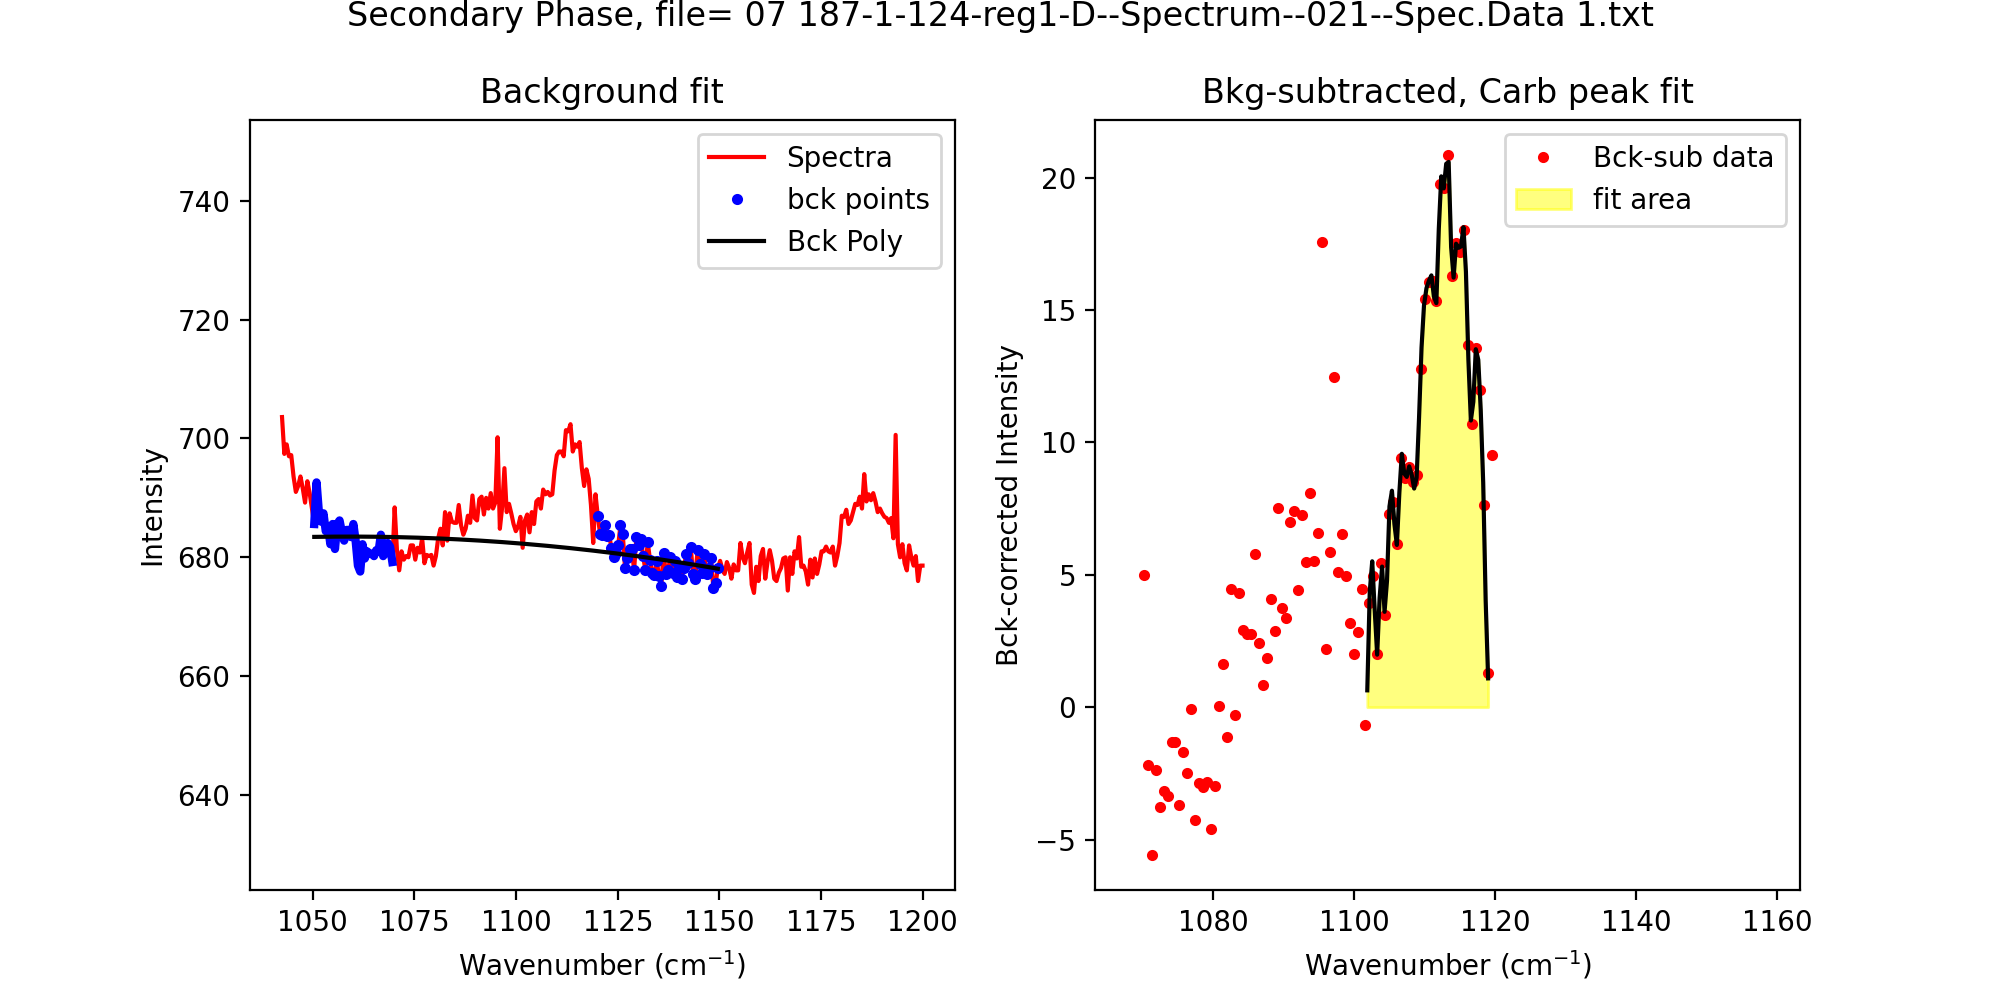 Secondary Phase, file= 07 187-1-124-reg1-D--Spectrum--021--Spec.Data 1.txt
Background fit
Spectra
bck points
Bck Poly
740
720
700
680
660
640
Intensity
1050 1075 1100 1125 1150 1175 1200
Wavenumber (cm⁻¹)
Bkg-subtracted, Carb peak fit
Bck-sub data
fit area
20
15
10
5
0
−5
Bck-corrected Intensity
1080 1100 1120 1140 1160
Wavenumber (cm⁻¹)